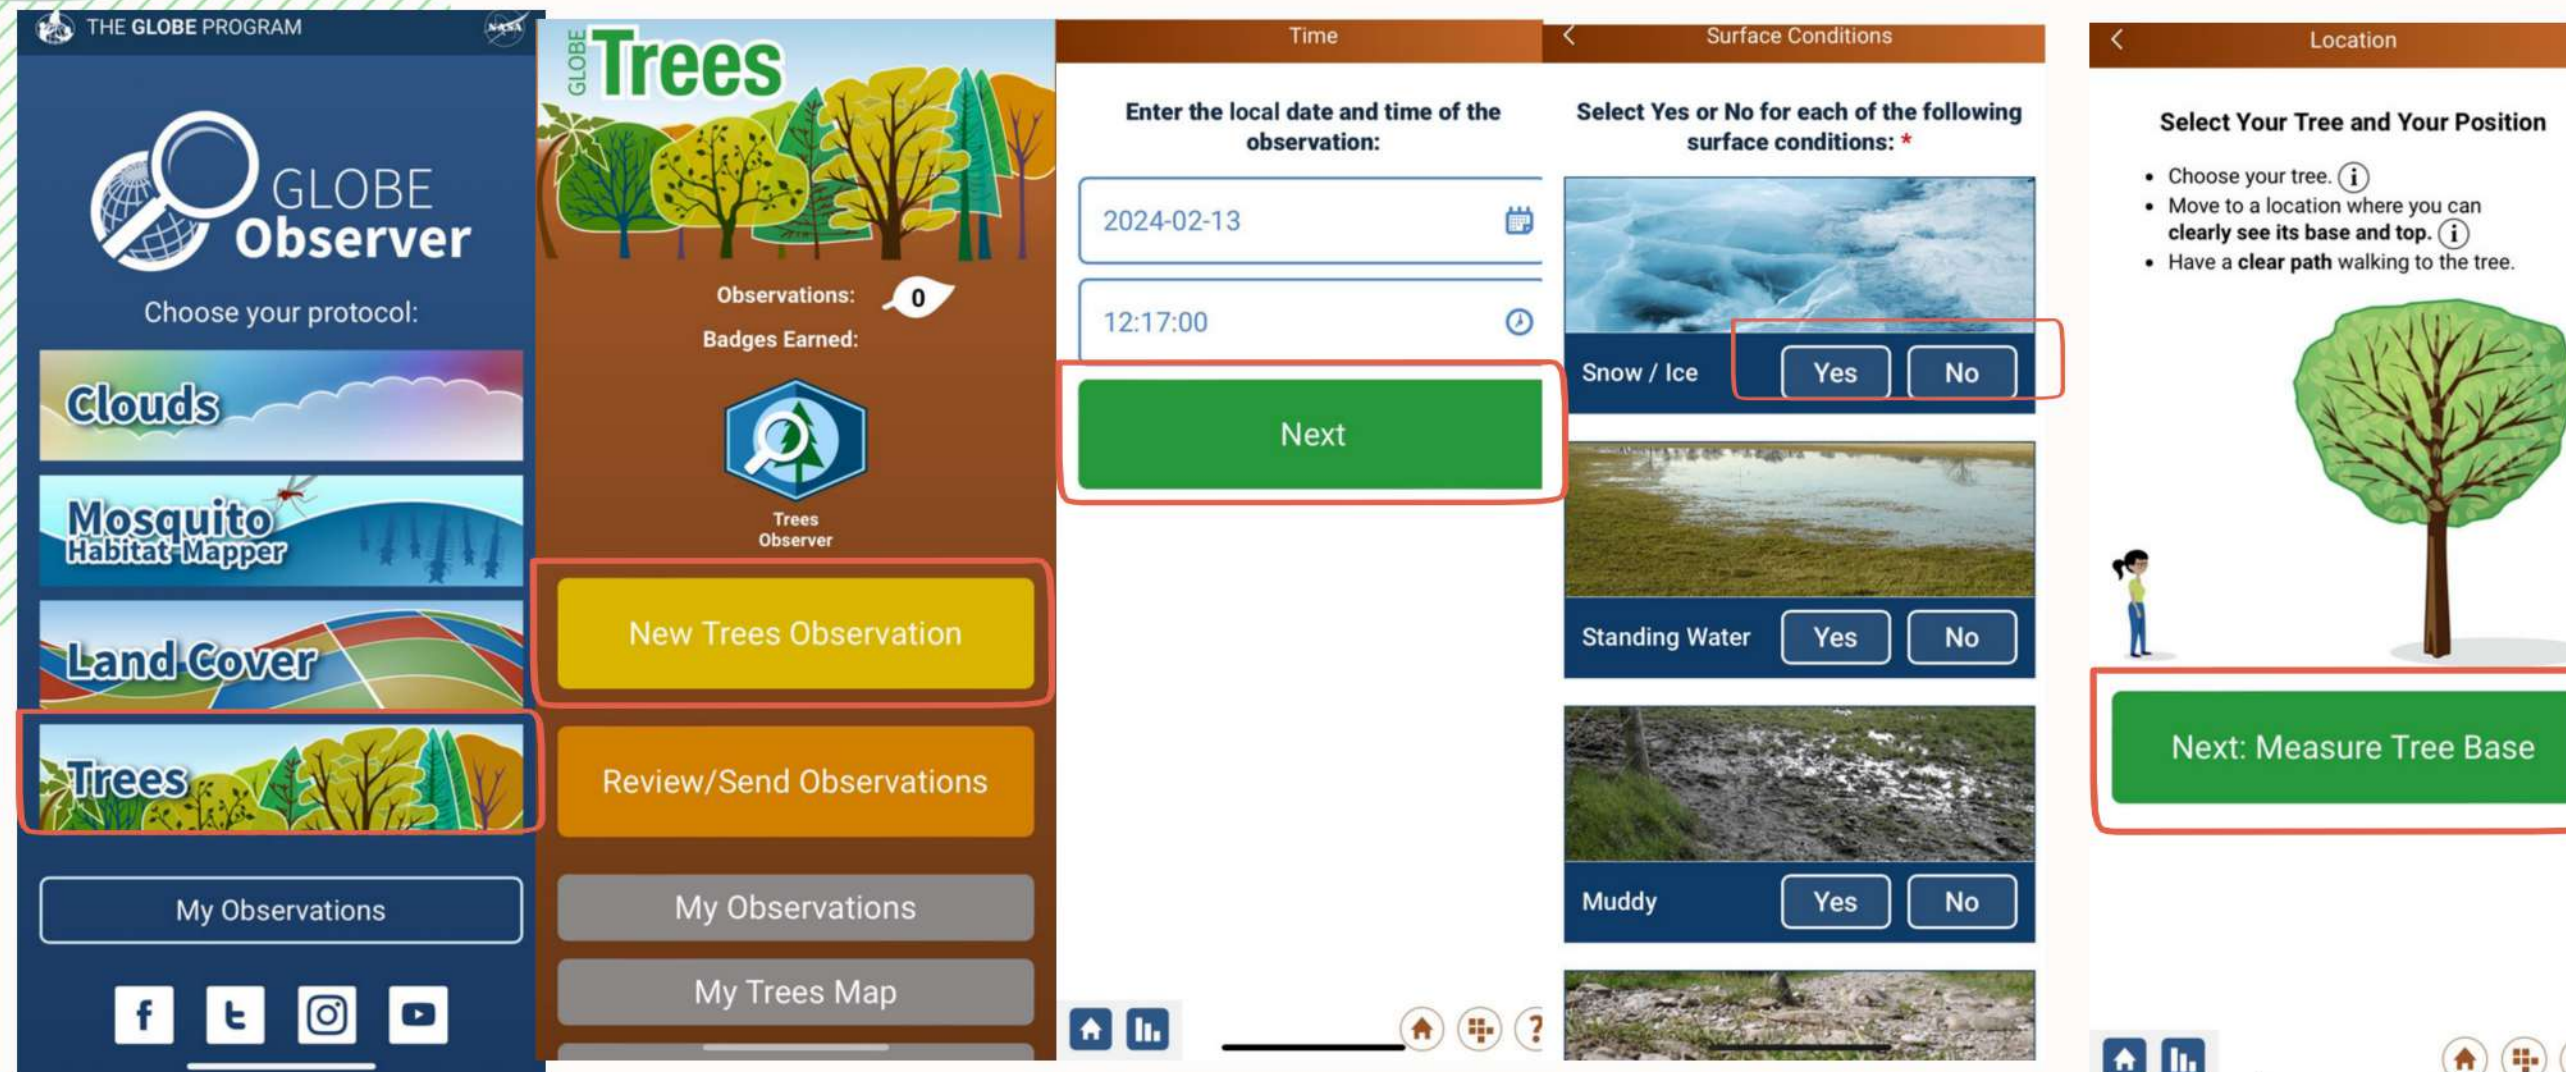 THE GLOBE PROGRAM
NASA
GLOBE
Observer
Choose your protocol:
Clouds
Mosquito
Habitat Mapper
Land Cover
Trees
My Observations
GLOBE
Trees
Observations: 0
Badges Earned:
Trees
Observer
New Trees Observation
Review/Send Observations
My Observations
My Trees Map
Time
Enter the local date and time of the
observation:
2024-02-13
12:17:00
Next
?
Surface Conditions
Select Yes or No for each of the following
surface conditions: *
Snow / Ice Yes No
Standing Water Yes No
Muddy Yes No
Location
Select Your Tree and Your Position
• Choose your tree. i
• Move to a location where you can
clearly see its base and top. i
• Have a clear path walking to the tree.
Next: Measure Tree Base